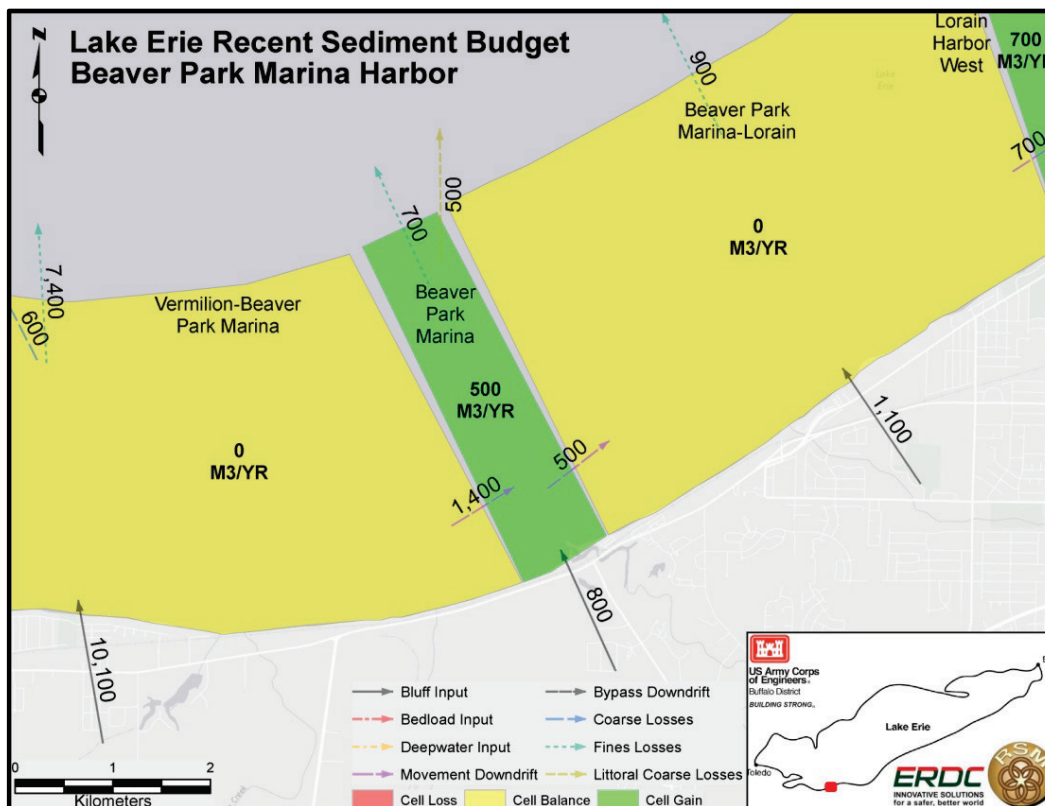 Lake Erie Recent Sediment Budget
Beaver Park Marina Harbor
N
900
Lorain
Harbor
West
700
M3/YR
Beaver Park
Marina-Lorain
700
500
700
7,400
600
Vermilion-Beaver
Park Marina
Beaver
Park
Marina
0
M3/YR
500
M3/YR
0
M3/YR
1,100
500
1,400
800
10,100
Bluff Input
Bypass Downdrift
Bedload Input
Coarse Losses
Deepwater Input
Fines Losses
Movement Downdrift
Littoral Coarse Losses
Cell Loss
Cell Balance
Cell Gain
0 1 2
Kilometers
US Army Corps
of Engineers®
Buffalo District
BUILDING STRONG®
Lake Erie
Toledo
ERDC
INNOVATIVE SOLUTIONS
for a safer, better world
RSM